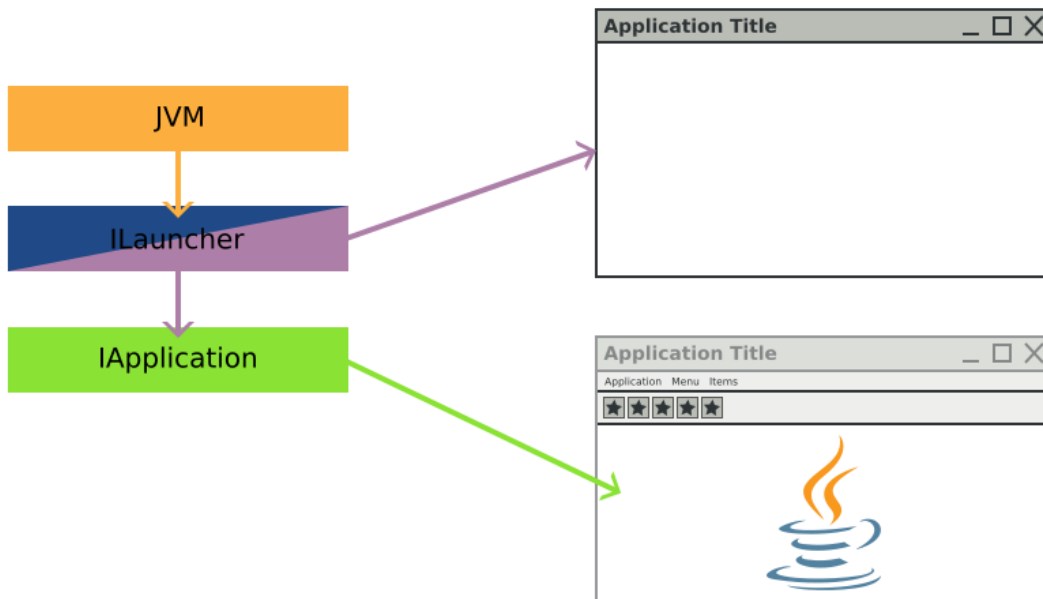 JVM
ILauncher
IApplication
Application Title
Application Title
Application Menu Items